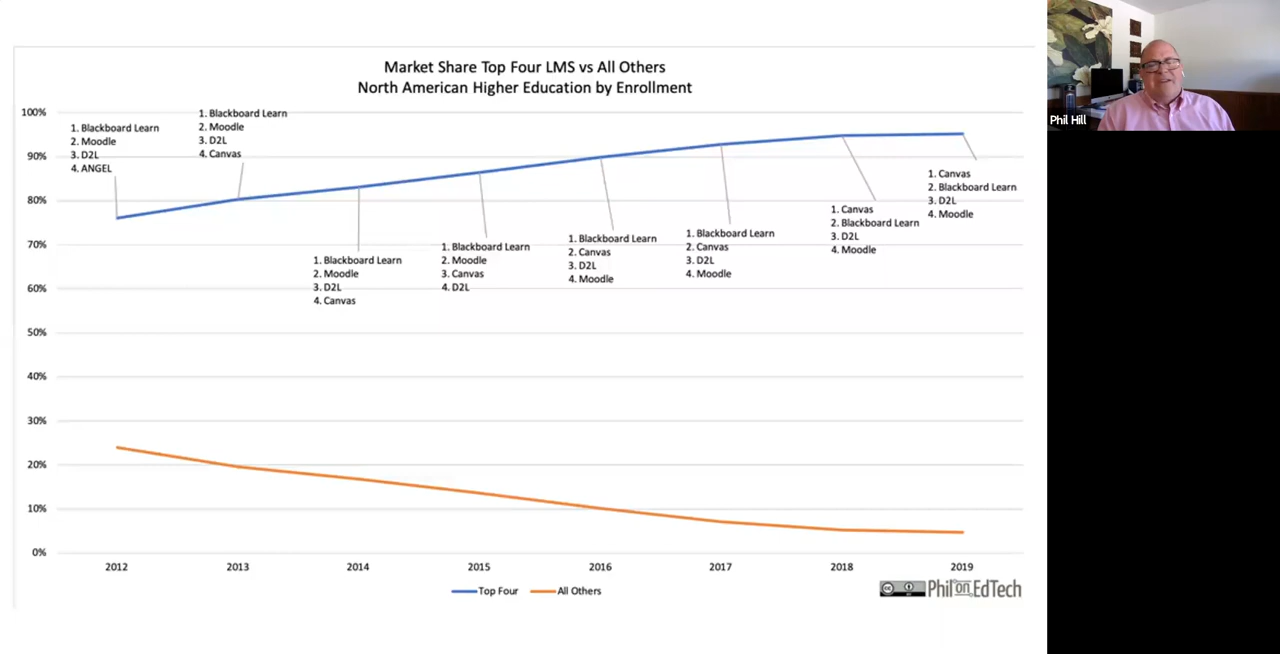 Market Share Top Four LMS vs All Others
North American Higher Education by Enrollment
100%
90%
80%
70%
60%
50%
40%
30%
20%
10%
0%
1. Blackboard Learn
2. Moodle
3. D2L
4. ANGEL
1. Blackboard Learn
2. Moodle
3. D2L
4. Canvas
1. Blackboard Learn
2. Moodle
3. D2L
4. Canvas
1. Blackboard Learn
2. Moodle
3. Canvas
4. D2L
1. Blackboard Learn
2. Canvas
3. D2L
4. Moodle
1. Blackboard Learn
2. Canvas
3. D2L
4. Moodle
1. Canvas
2. Blackboard Learn
3. D2L
4. Moodle
1. Canvas
2. Blackboard Learn
3. D2L
4. Moodle
2012 2013 2014 2015 2016 2017 2018 2019
Top Four All Others
cc Phil on EdTech
Phil Hill